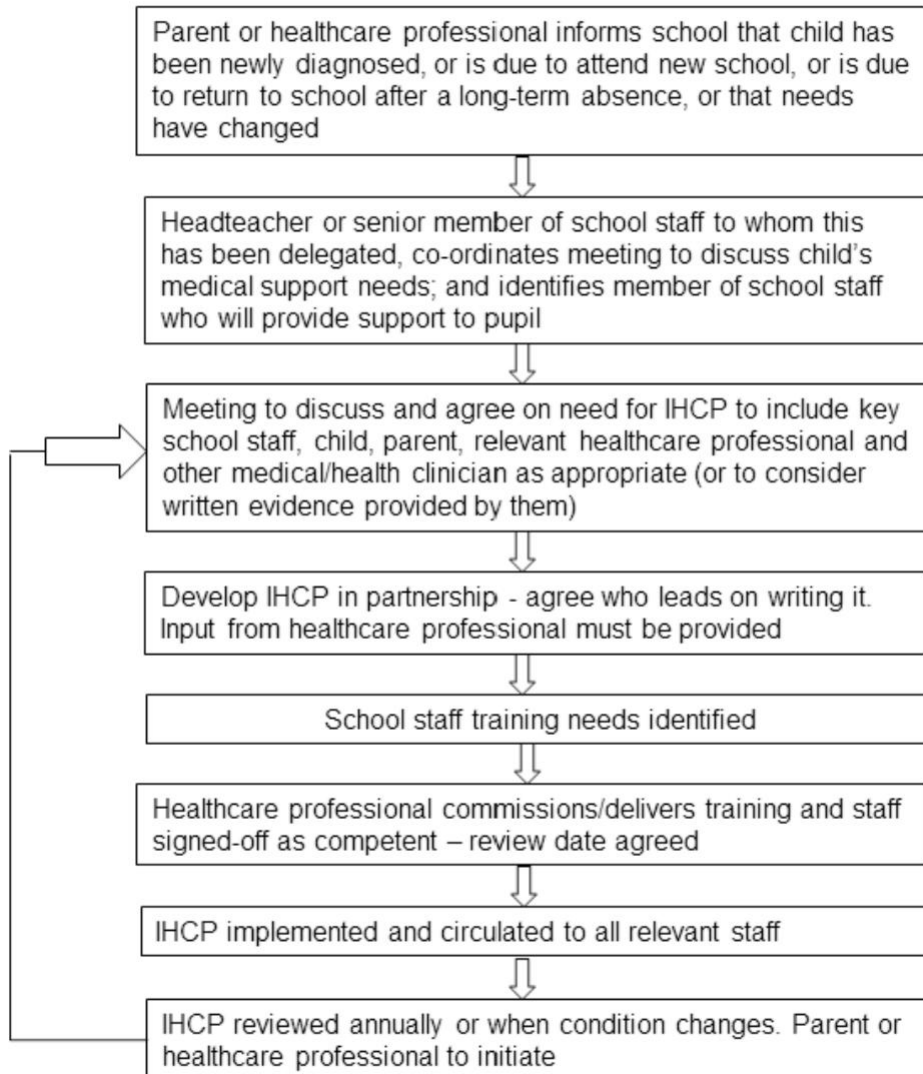 Parent or healthcare professional informs school that child has
been newly diagnosed, or is due to attend new school, or is due
to return to school after a long-term absence, or that needs
have changed
Headteacher or senior member of school staff to whom this
has been delegated, co-ordinates meeting to discuss child's
medical support needs; and identifies member of school staff
who will provide support to pupil
Meeting to discuss and agree on need for IHCP to include key
school staff, child, parent, relevant healthcare professional and
other medical/health clinician as appropriate (or to consider
written evidence provided by them)
Develop IHCP in partnership - agree who leads on writing it.
Input from healthcare professional must be provided
School staff training needs identified
Healthcare professional commissions/delivers training and staff
signed-off as competent – review date agreed
IHCP implemented and circulated to all relevant staff
IHCP reviewed annually or when condition changes. Parent or
healthcare professional to initiate